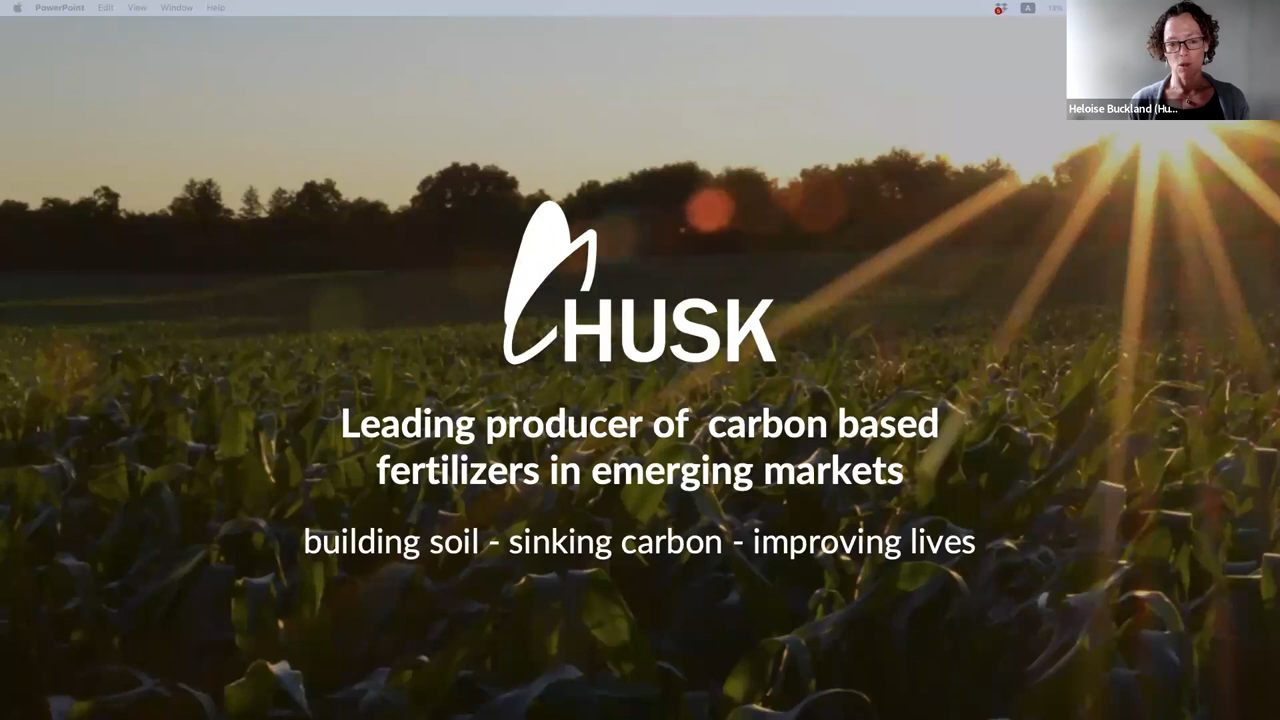 PowerPoint Edit View Window Help
A 13%
Heloise Buckland (Hu...
HUSK
Leading producer of carbon based
fertilizers in emerging markets
building soil - sinking carbon - improving lives